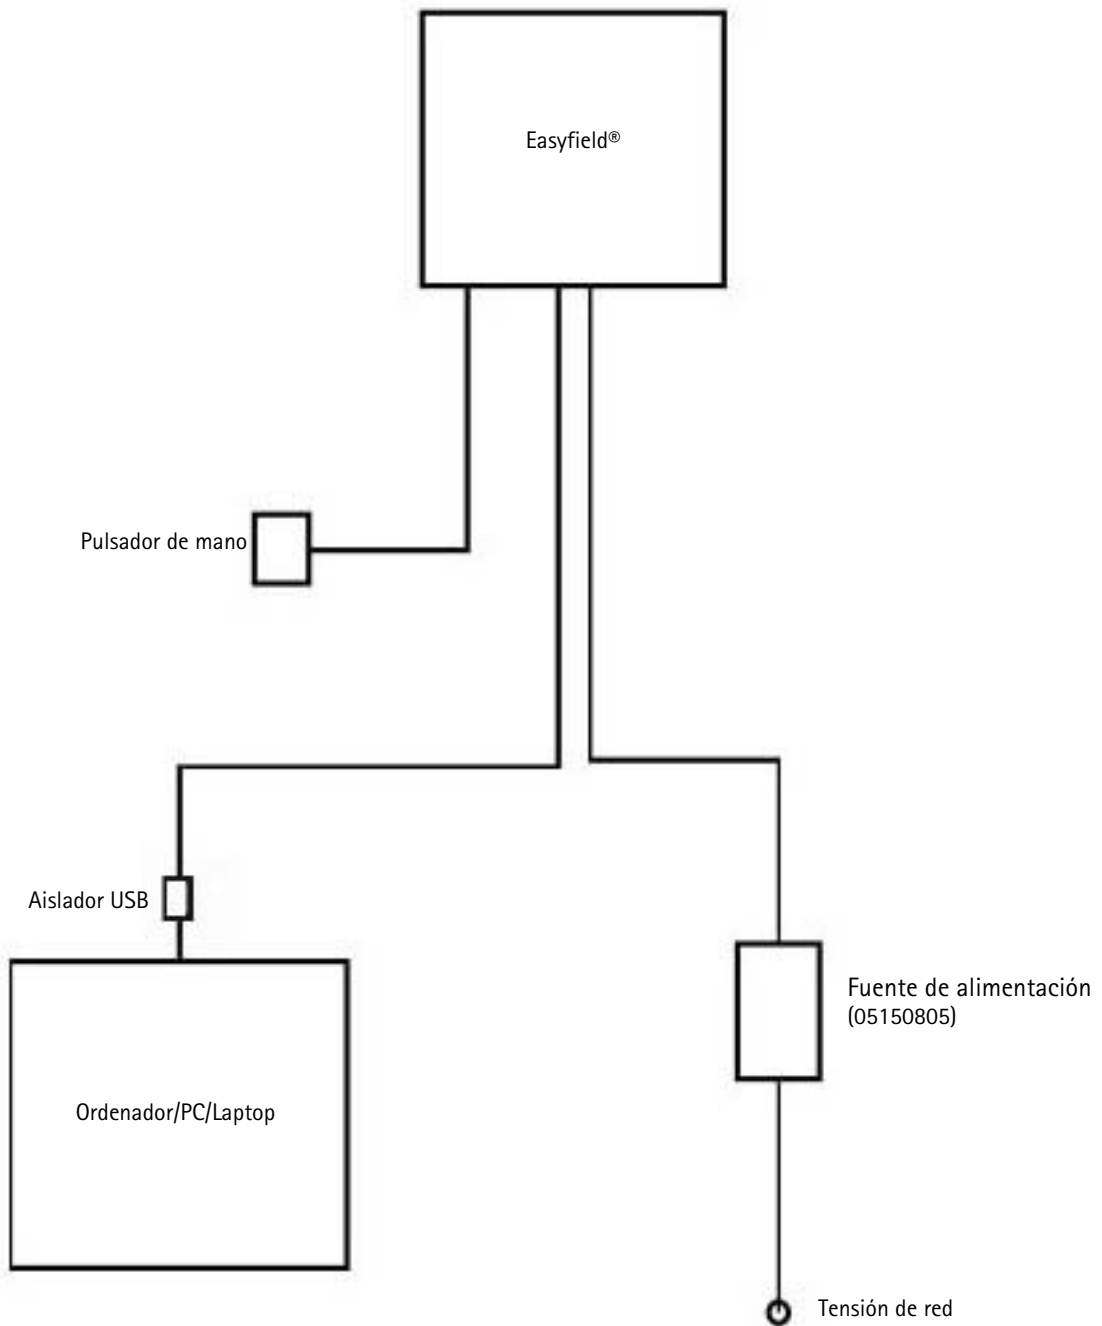 Easyfield®
Pulsador de mano
Aislador USB
Fuente de alimentación
(05150805)
Ordenador/PC/Laptop
Tensión de red